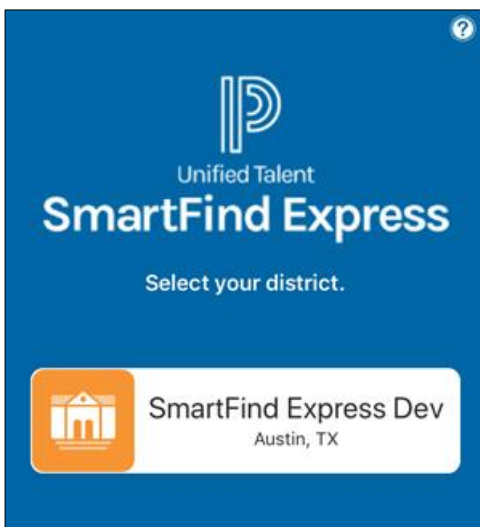 ?
Unified Talent
SmartFind Express
Select your district.
SmartFind Express Dev
Austin, TX